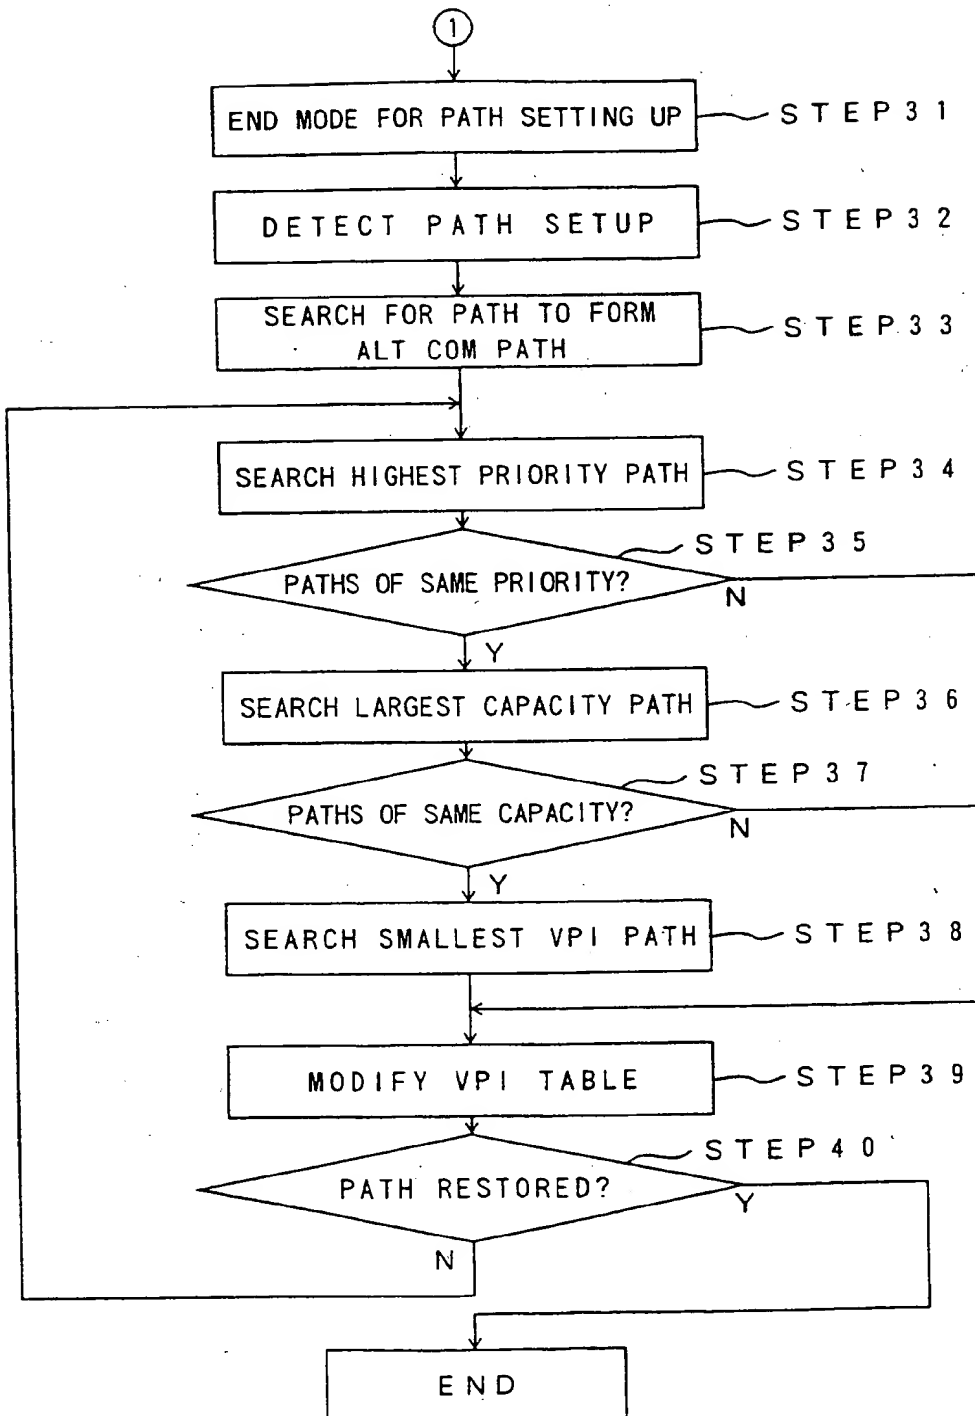 1
END MODE FOR PATH SETTING UP
STEP31
DETECT PATH SETUP
STEP32
SEARCH FOR PATH TO FORM
ALT COM PATH
STEP33
SEARCH HIGHEST PRIORITY PATH
STEP34
STEP35
PATHS OF SAME PRIORITY?
N
Y
SEARCH LARGEST CAPACITY PATH
STEP36
STEP37
PATHS OF SAME CAPACITY?
N
Y
SEARCH SMALLEST VPI PATH
STEP38
MODIFY VPI TABLE
STEP39
STEP40
PATH RESTORED?
Y
N
END